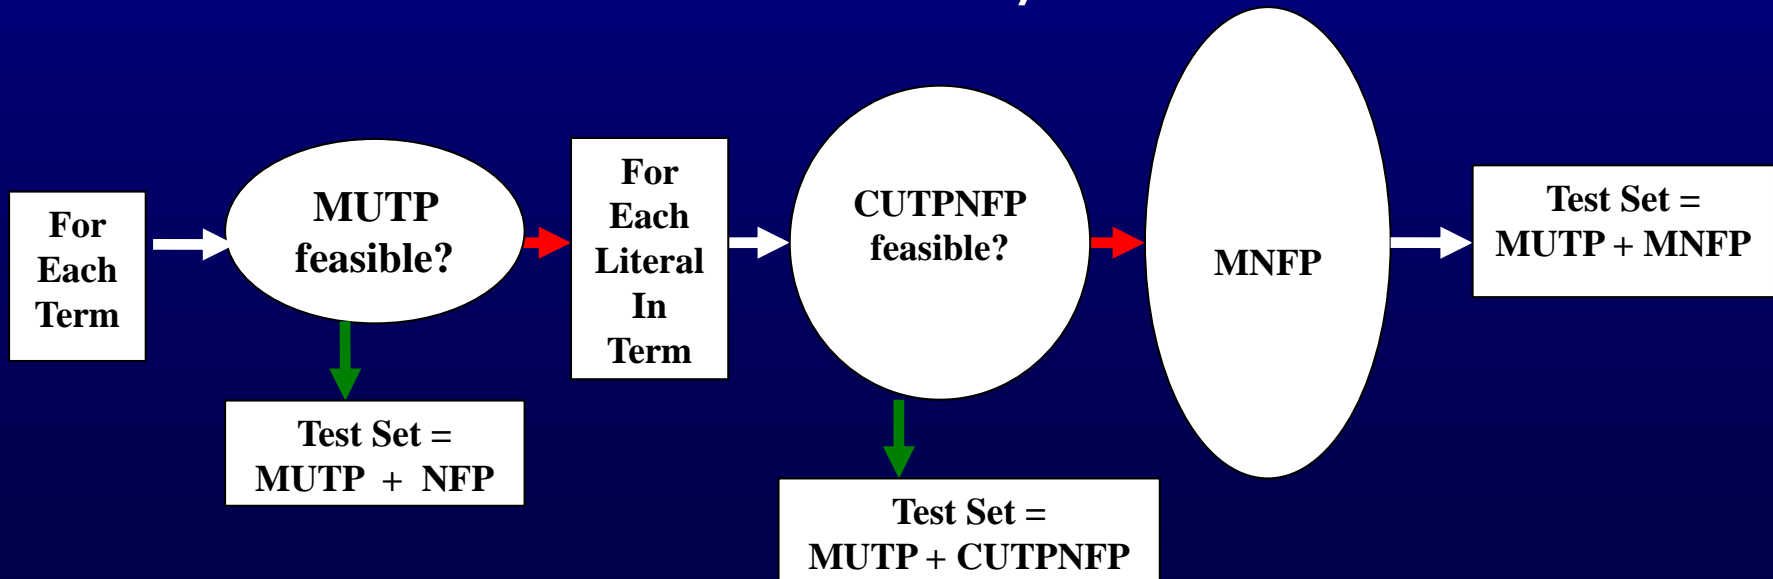 For
Each
Term
MUTP
feasible?
Test Set =
MUTP + NFP
For
Each
Literal
In
Term
CUTPNFP
feasible?
Test Set =
MUTP + CUTPNFP
MNFP
Test Set =
MUTP + MNFP